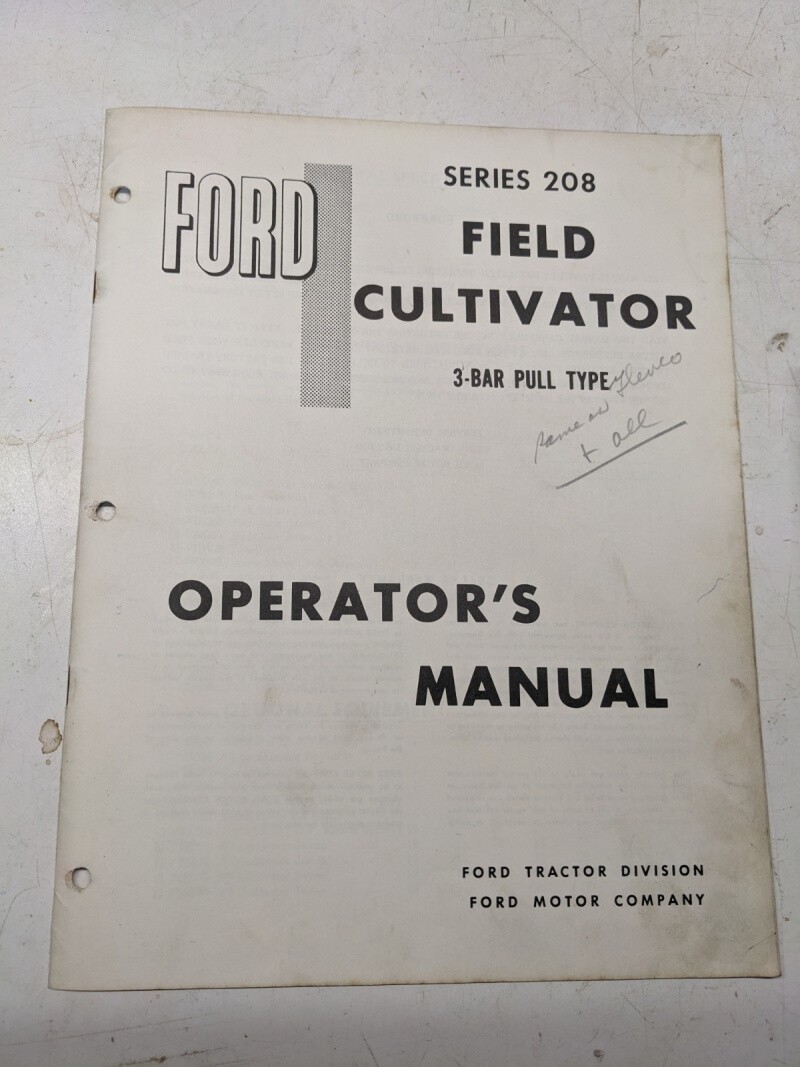 FORD
SERIES 208
FIELD
CULTIVATOR
3-BAR PULL TYPE
same as Glenco
+ all
OPERATOR'S
MANUAL
FORD TRACTOR DIVISION
FORD MOTOR COMPANY